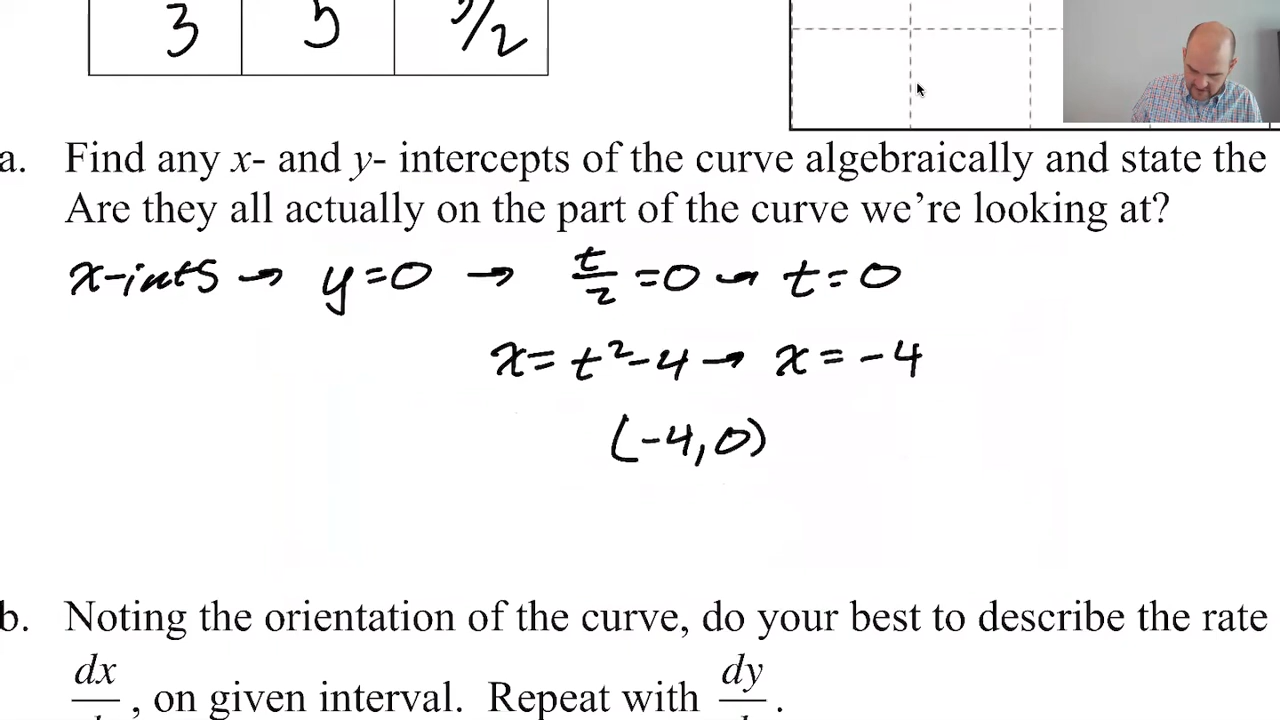 3 5 3/2
a. Find any x- and y- intercepts of the curve algebraically and state the
Are they all actually on the part of the curve we're looking at?
x-ints → y=0 → t/2 =0 → t=0
x= t²-4 → x=-4
(-4,0)
b. Noting the orientation of the curve, do your best to describe the rate
dx
, on given interval. Repeat with dy .